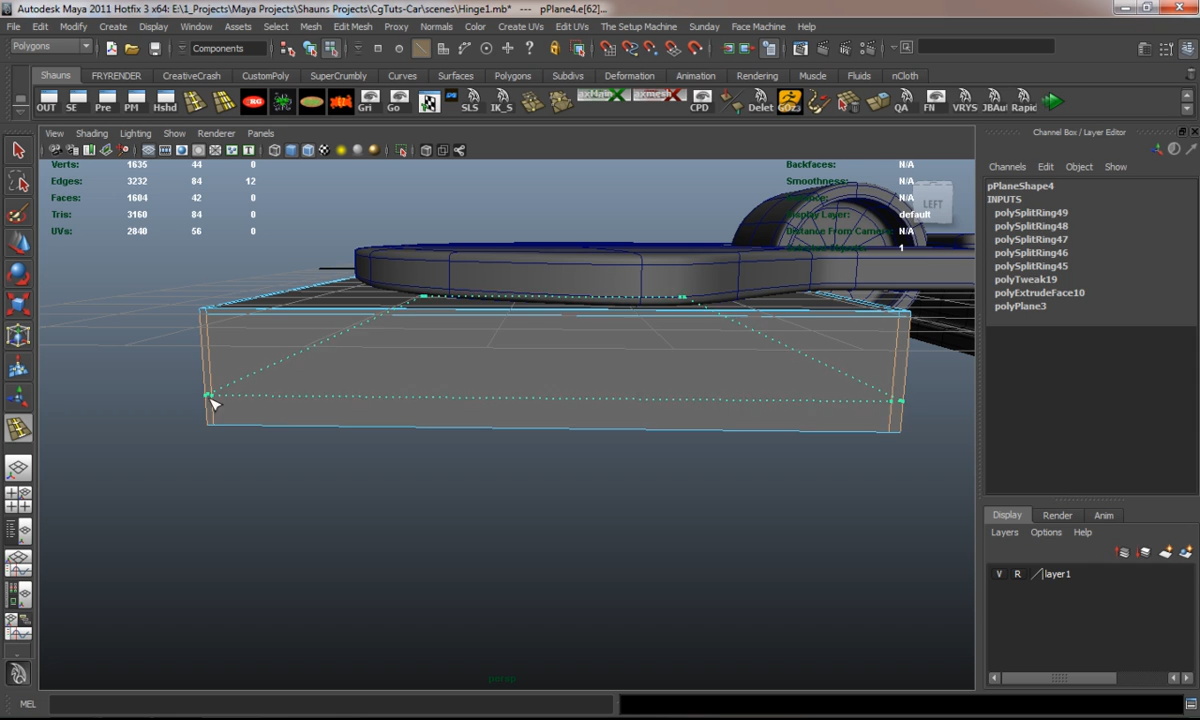 Autodesk Maya 2011 Hotfix 3 x64: E:\1_Projects\Maya Projects\Shauns Projects\CgTuts-Car\scenes\Hinge1.mb* --- pPlane4.e[62]...
File Edit Modify Create Display Window Assets Select Mesh Edit Mesh Proxy Normals Color Create UVs Edit UVs The Setup Machine Sunday Face Machine Help
Polygons Components
Shauns FRYRENDER CreativeCrash CustomPoly SuperCrumbly Curves Surfaces Polygons Subdivs Deformation Animation Rendering Muscle Fluids nCloth
OUT SE Pre PM Hshd Gri Go SLS IK_S CPD Delet GOz3 QA FN VRYS JBAu Rapic
View Shading Lighting Show Renderer Panels
Channel Box / Layer Editor
Channels Edit Object Show
Verts: 1635 44 0
Edges: 3232 84 12
Faces: 1604 42 0
Tris: 3160 84 0
UVs: 2840 56 0
Backfaces: N/A
Smoothness: N/A
N/A
Display Layer: default
Distance From Camera: N/A
1
LEFT
persp
pPlaneShape4
INPUTS
polySplitRing49
polySplitRing48
polySplitRing47
polySplitRing46
polySplitRing45
polyTweak19
polyExtrudeFace10
polyPlane3
Display Render Anim
Layers Options Help
V R layer1
MEL